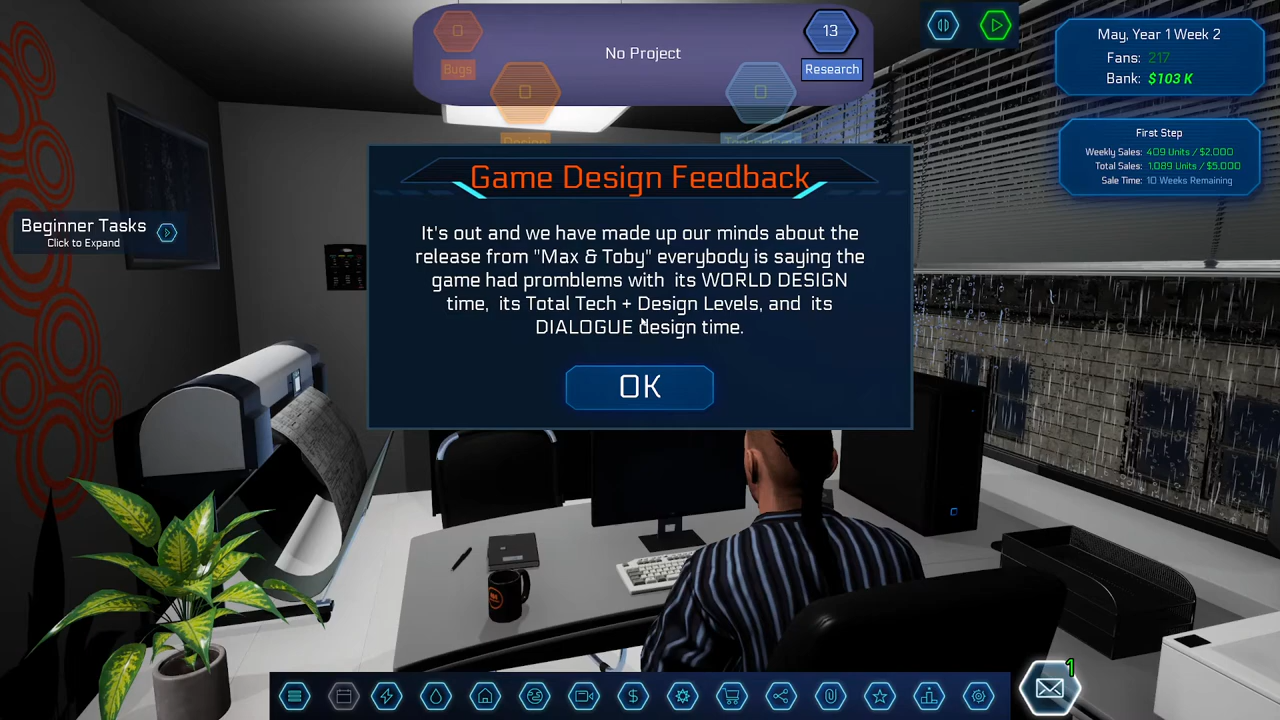 0
Bugs
0
No Project
0
13
Research
May, Year 1 Week 2
Fans: 217
Bank: $103 K
First Step
Weekly Sales: 409 Units / $2,000
Total Sales: 1,089 Units / $5,000
Sale Time: 10 Weeks Remaining
Beginner Tasks
Click to Expand
Game Design Feedback
It's out and we have made up our minds about the
release from "Max & Toby" everybody is saying the
game had promblems with its WORLD DESIGN
time, its Total Tech + Design Levels, and its
DIALOGUE design time.
OK
1